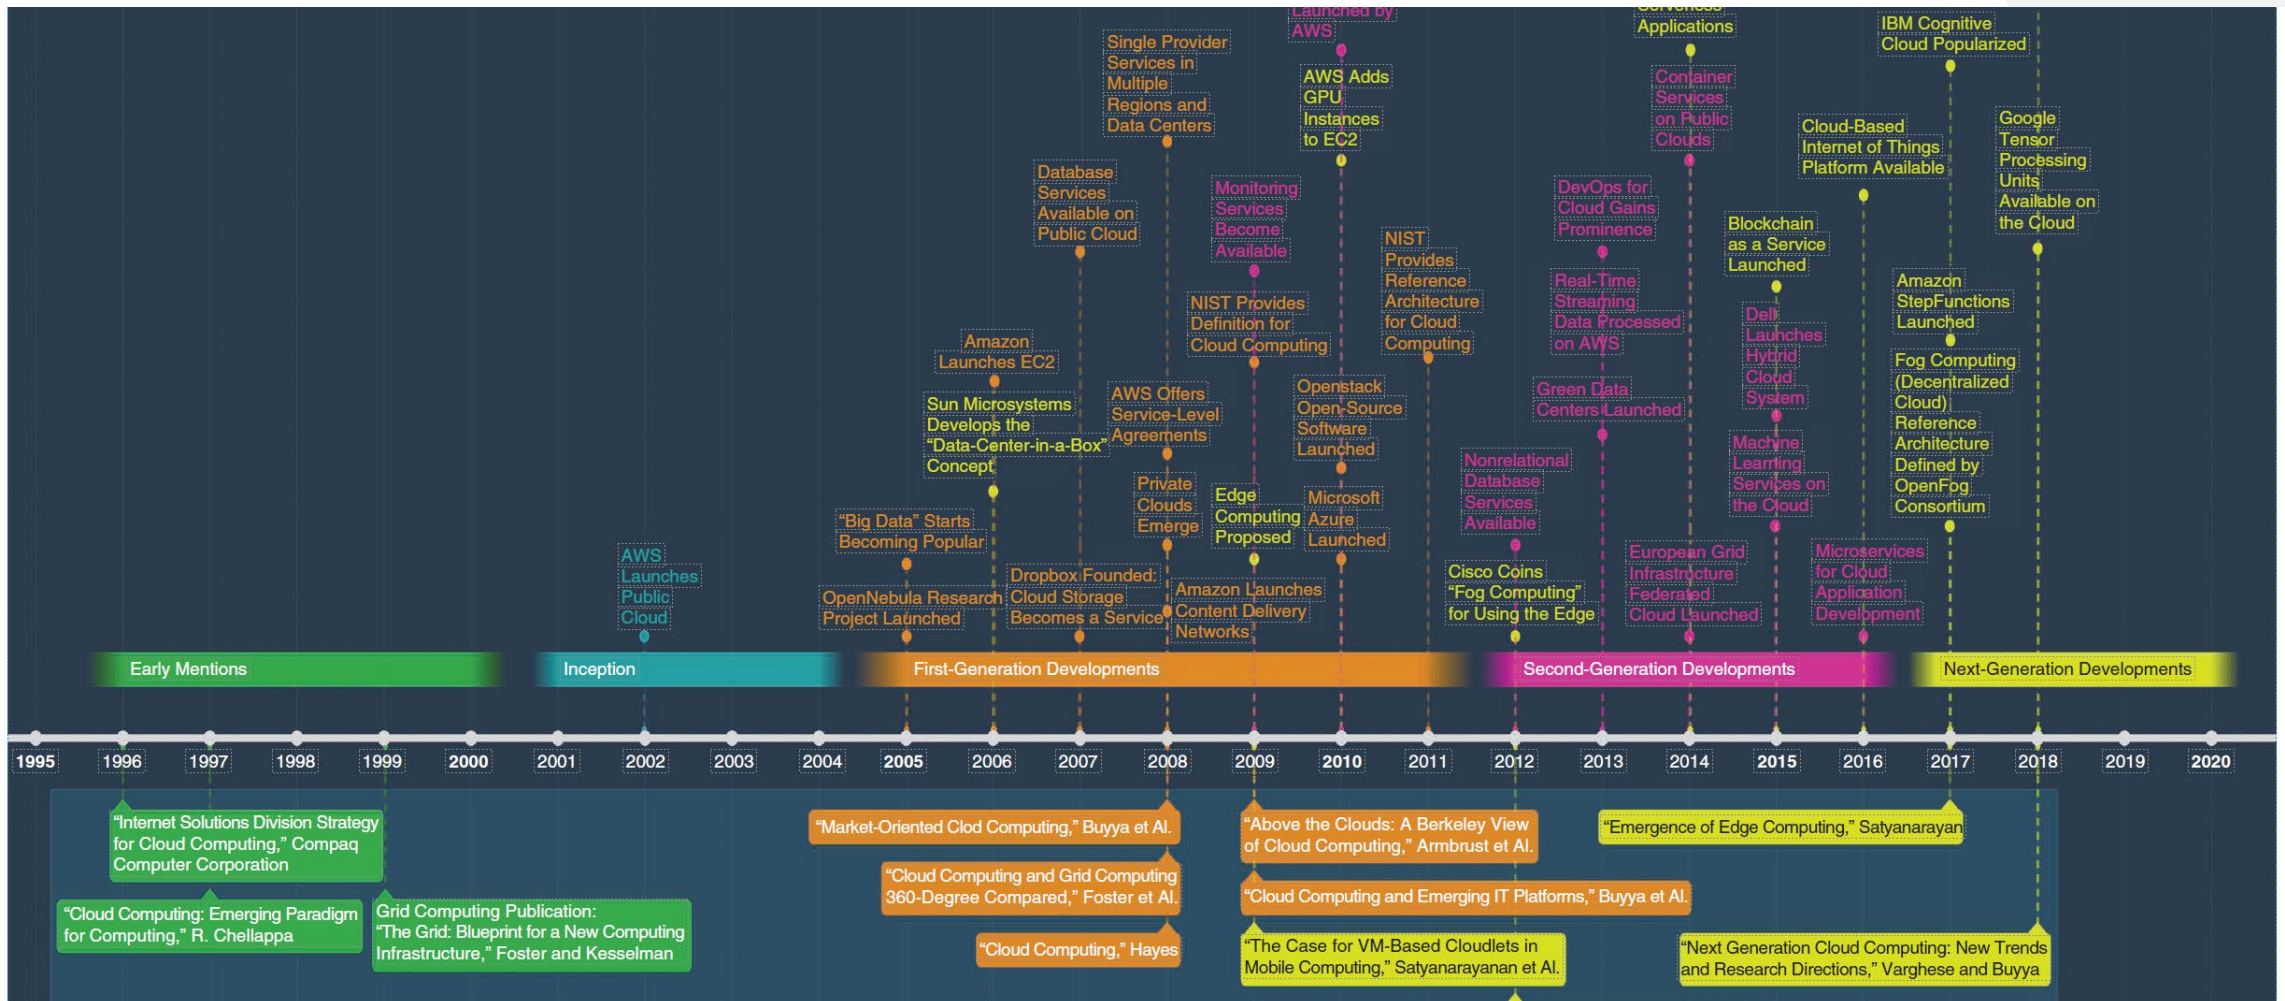 Launched by
AWS
Serverless
Applications
IBM Cognitive
Cloud Popularized
Single Provider
Services in
Multiple
Regions and
Data Centers
AWS Adds
GPU
Instances
to EC2
Container
Services
on Public
Clouds
Cloud-Based
Internet of Things
Platform Available
Google
Tensor
Processing
Units
Available on
the Cloud
Database
Services
Available on
Public Cloud
Monitoring
Services
Become
Available
DevOps for
Cloud Gains
Prominence
Blockchain
as a Service
Launched
NIST
Provides
Reference
Architecture
for Cloud
Computing
Real-Time
Streaming
Data Processed
on AWS
Amazon
StepFunctions
Launched
NIST Provides
Definition for
Cloud Computing
Dell
Launches
Hybrid
Cloud
System
Amazon
Launches EC2
Fog Computing
(Decentralized
Cloud)
Reference
Architecture
Defined by
OpenFog
Consortium
Sun Microsystems
Develops the
“Data-Center-in-a-Box”
Concept
AWS Offers
Service-Level
Agreements
Openstack
Open-Source
Software
Launched
Green Data
Centers Launched
Machine
Learning
Services on
the Cloud
Nonrelational
Database
Services
Available
Private
Clouds
Emerge
Edge
Computing
Proposed
Microsoft
Azure
Launched
“Big Data” Starts
Becoming Popular
AWS
Launches
Public
Cloud
European Grid
Infrastructure
Federated
Cloud Launched
Microservices
for Cloud
Application
Development
OpenNebula Research
Project Launched
Dropbox Founded:
Cloud Storage
Becomes a Service
Amazon Launches
Content Delivery
Networks
Cisco Coins
“Fog Computing”
for Using the Edge
Early Mentions
Inception
First-Generation Developments
Second-Generation Developments
Next-Generation Developments
1995 1996 1997 1998 1999 2000 2001 2002 2003 2004 2005 2006 2007 2008 2009 2010 2011 2012 2013 2014 2015 2016 2017 2018 2019 2020
“Internet Solutions Division Strategy
for Cloud Computing,” Compaq
Computer Corporation
“Cloud Computing: Emerging Paradigm
for Computing,” R. Chellappa
Grid Computing Publication:
“The Grid: Blueprint for a New Computing
Infrastructure,” Foster and Kesselman
“Market-Oriented Clod Computing,” Buyya et Al.
“Cloud Computing and Grid Computing
360-Degree Compared,” Foster et Al.
“Cloud Computing,” Hayes
“Above the Clouds: A Berkeley View
of Cloud Computing,” Armbrust et Al.
“Cloud Computing and Emerging IT Platforms,” Buyya et Al.
“The Case for VM-Based Cloudlets in
Mobile Computing,” Satyanarayanan et Al.
“Emergence of Edge Computing,” Satyanarayan
“Next Generation Cloud Computing: New Trends
and Research Directions,” Varghese and Buyya